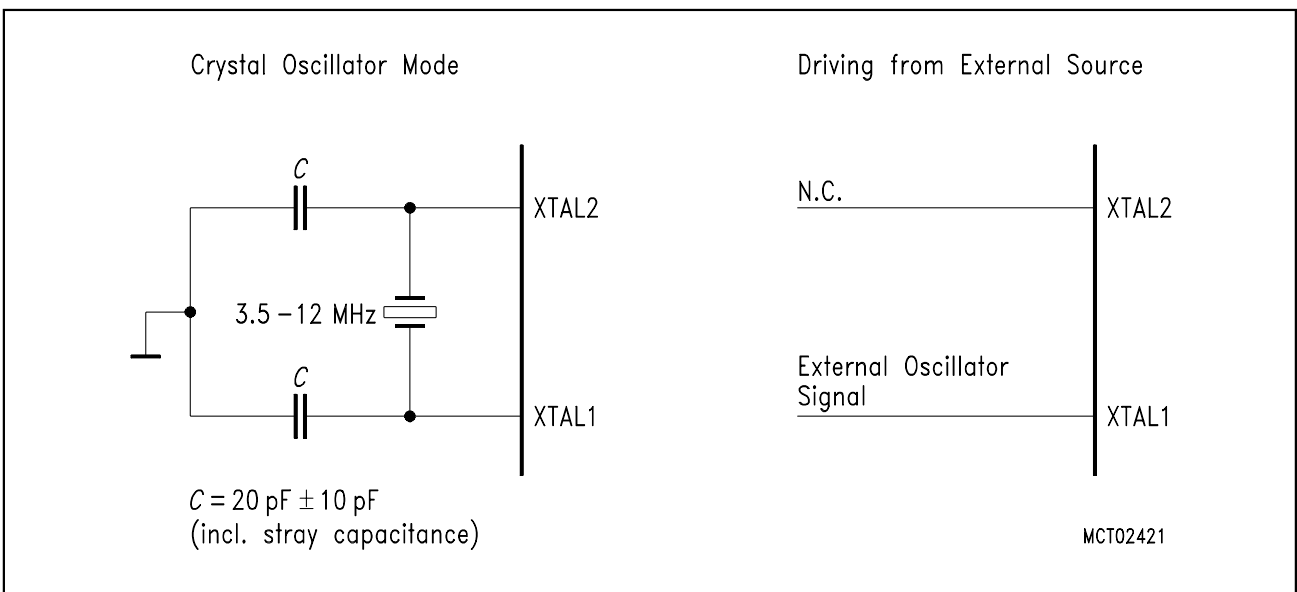 Crystal Oscillator Mode
C
XTAL2
3.5 – 12 MHz
C
XTAL1
C = 20 pF ± 10 pF
(incl. stray capacitance)
Driving from External Source
N.C.
XTAL2
External Oscillator
Signal
XTAL1
MCT02421